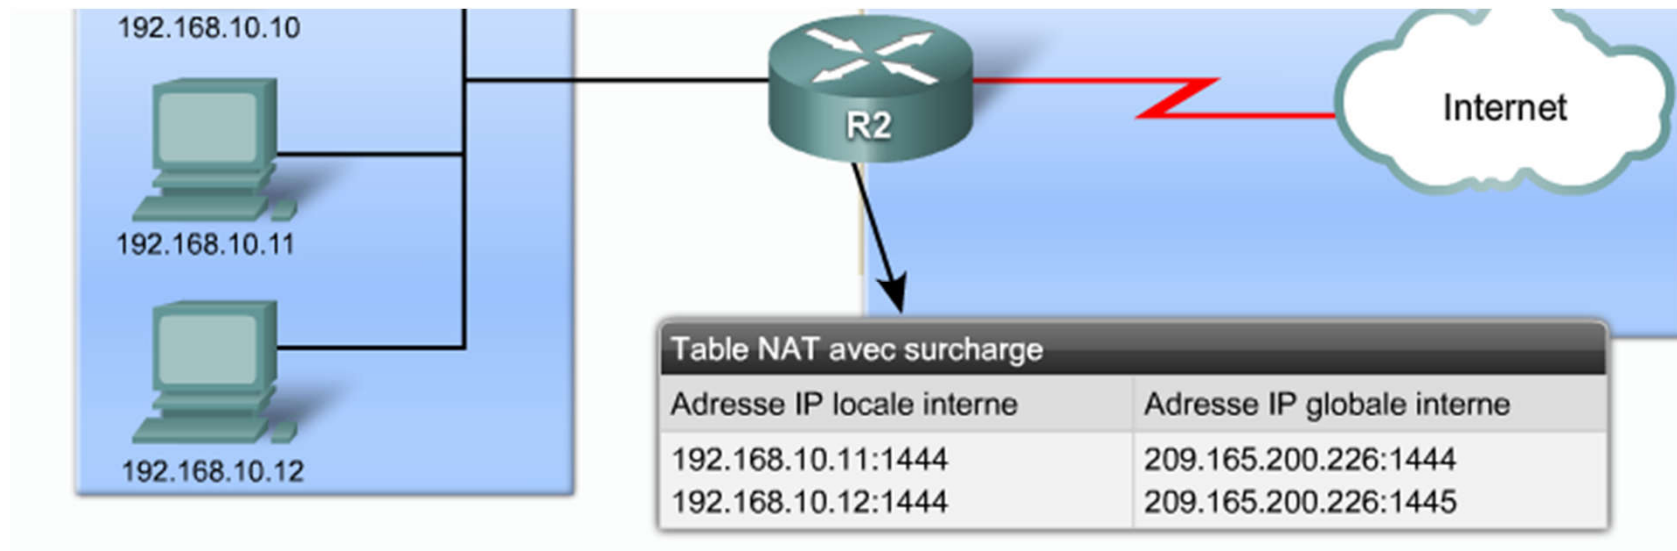 192.168.10.10
R2
Internet
192.168.10.11
192.168.10.12
Table NAT avec surcharge
Adresse IP locale interne
Adresse IP globale interne
192.168.10.11:1444
209.165.200.226:1444
192.168.10.12:1444
209.165.200.226:1445